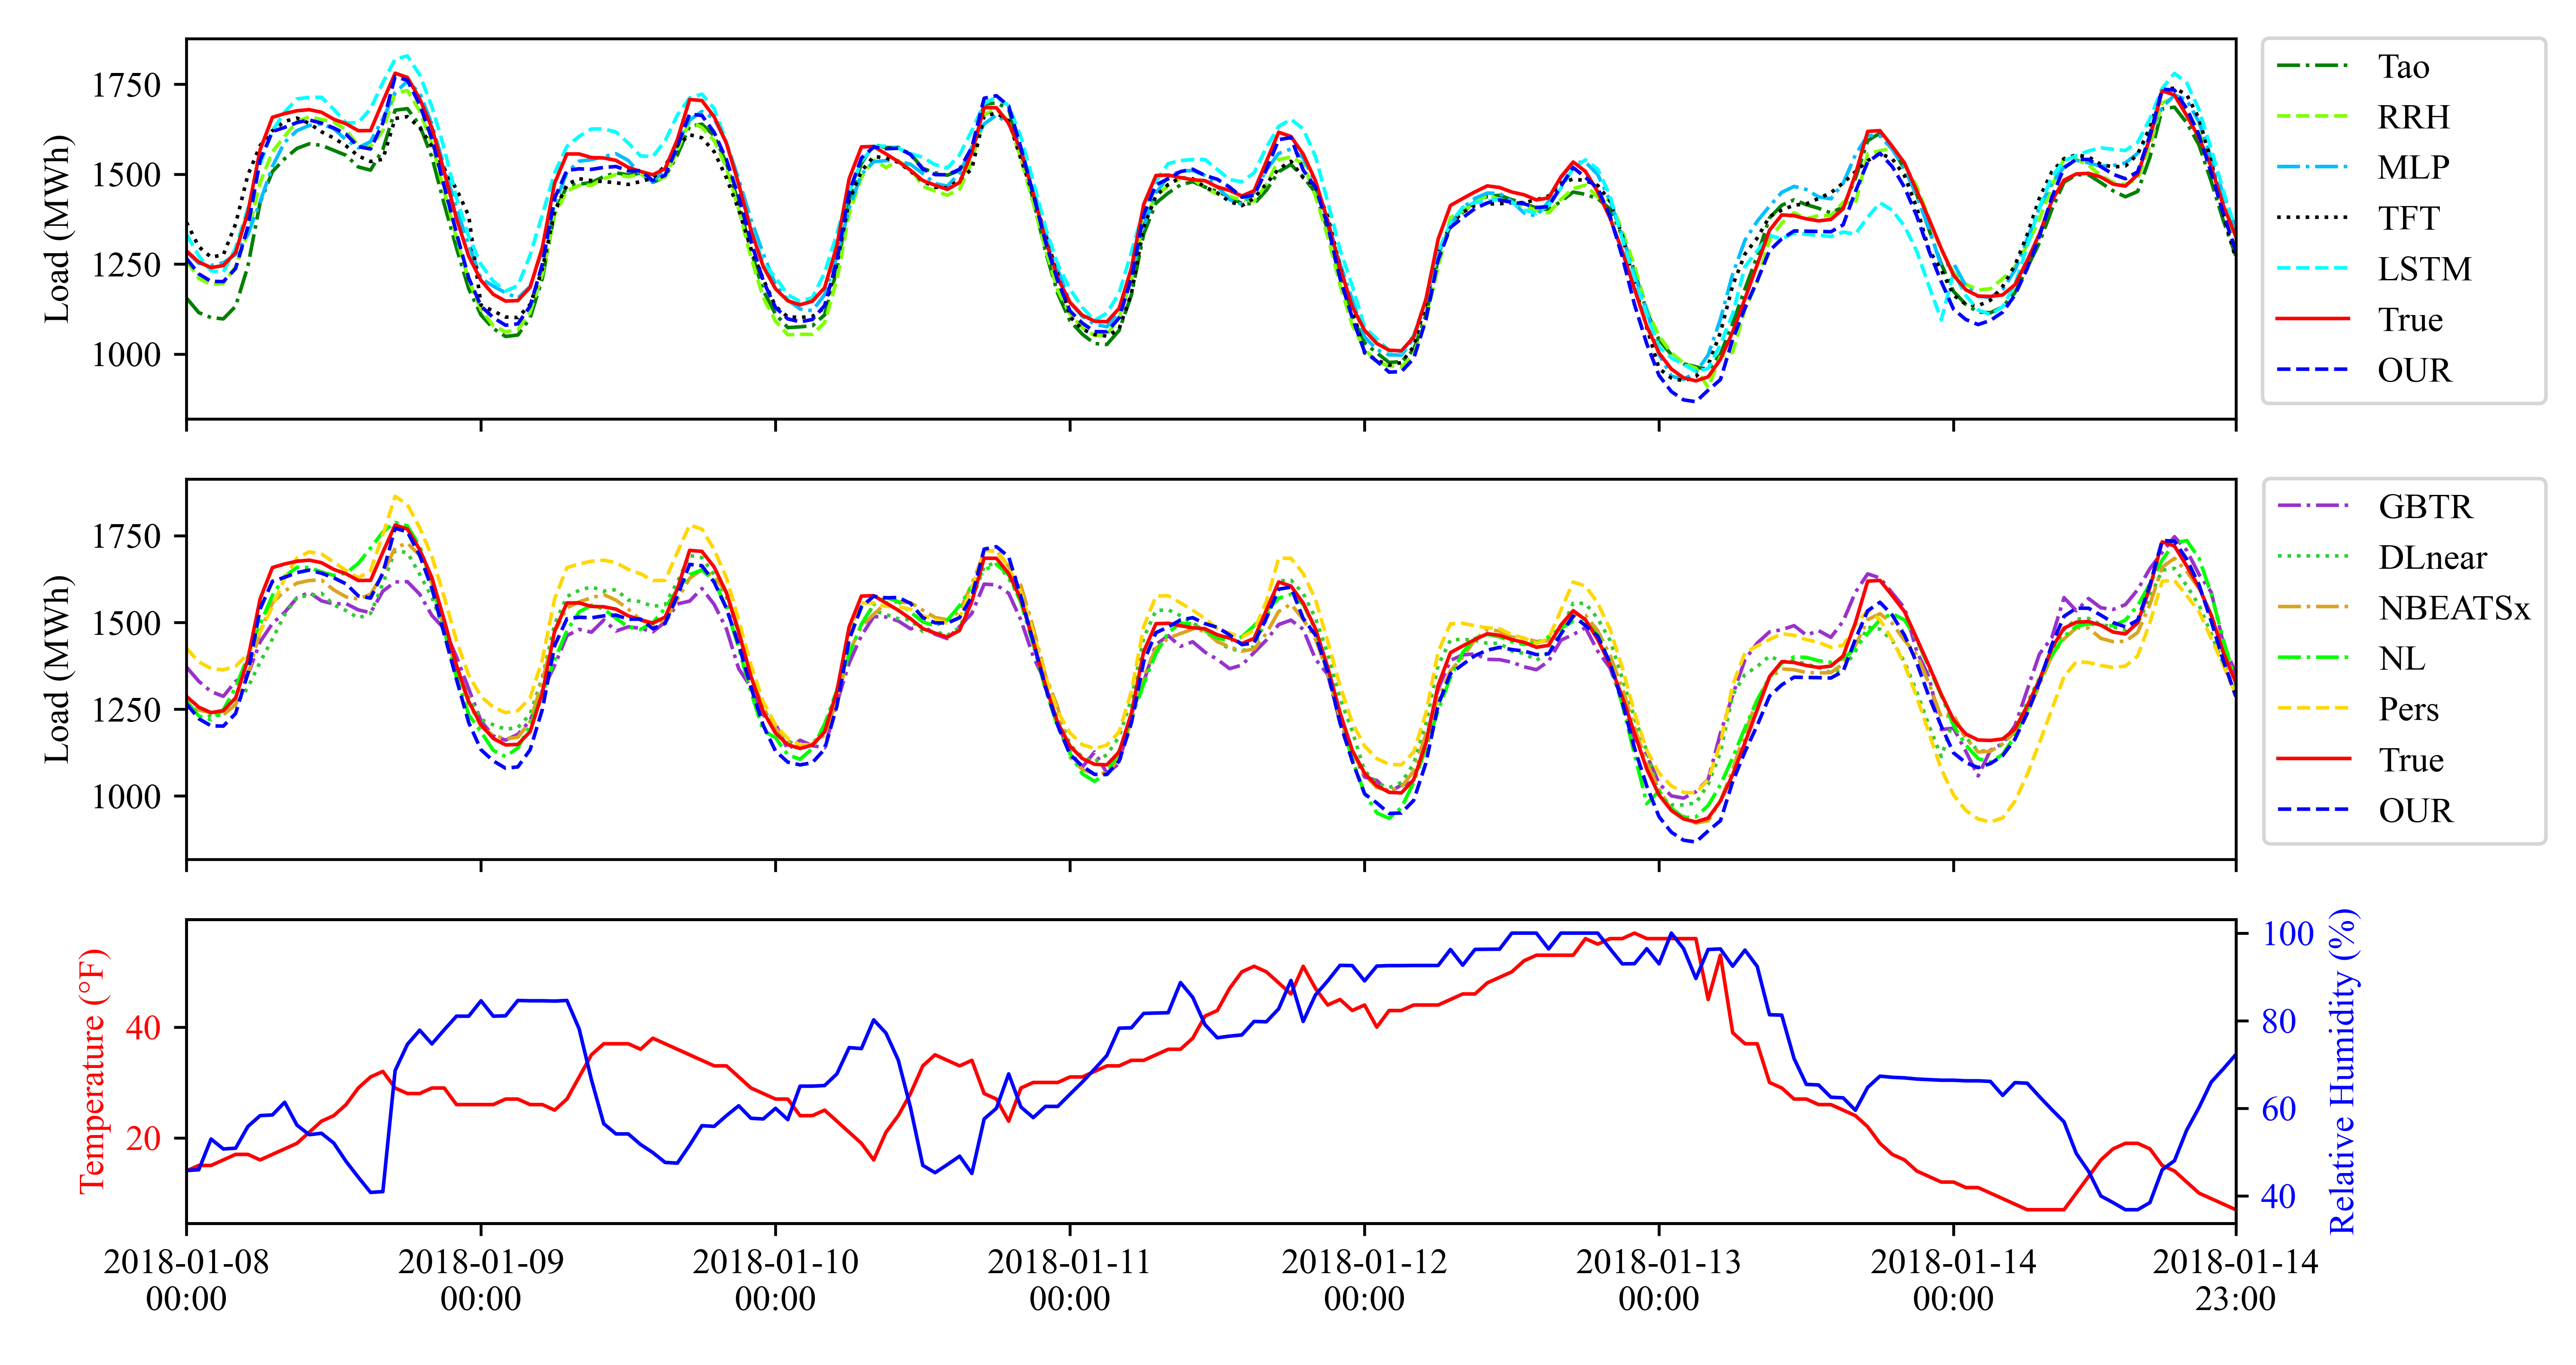 Load (MWh)
1750
1500
1250
1000
Tao
RRH
MLP
TFT
LSTM
True
OUR
Load (MWh)
1750
1500
1250
1000
GBTR
DLnear
NBEATSx
NL
Pers
True
OUR
Temperature (°F)
40
20
100
80
60
40
Relative Humidity (%)
2018-01-08
00:00
2018-01-09
00:00
2018-01-10
00:00
2018-01-11
00:00
2018-01-12
00:00
2018-01-13
00:00
2018-01-14
00:00
2018-01-14
23:00